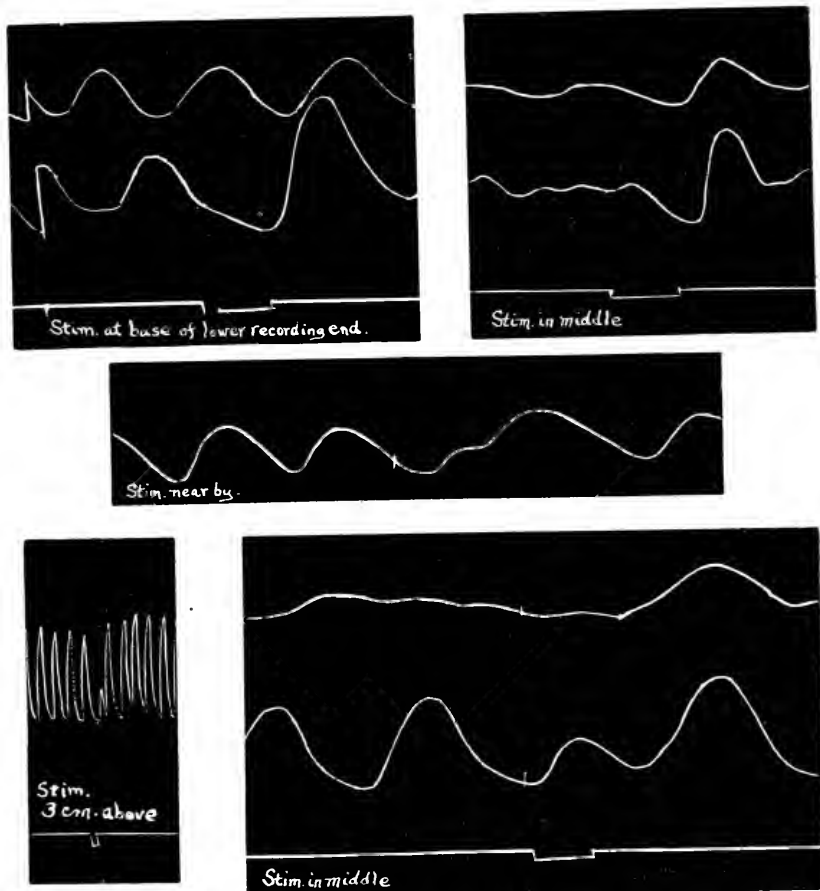 Stim. at base of lower recording end.
Stim. in middle
Stim. near by.
Stim.
3 cm. above
Stim. in middle